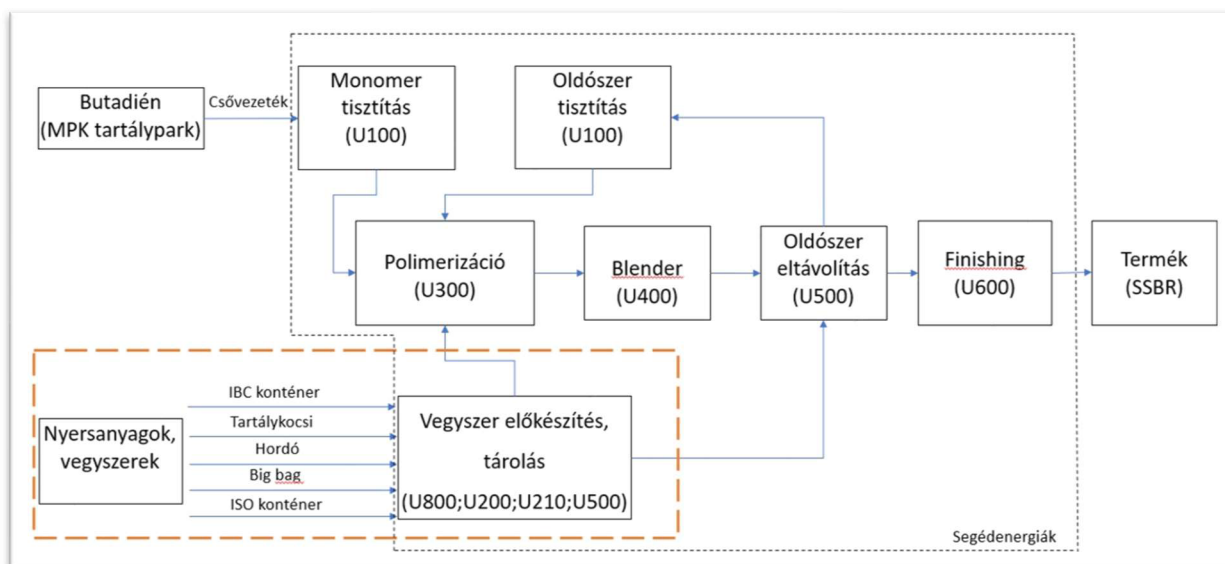 Monomer
tisztítás
(U100)
Oldószer
tisztítás
(U100)
Butadién
(MPK tartálypark)
Csővezeték
Polimerizáció
(U300)
Blender
(U400)
Oldószer
eltávolítás
(U500)
Finishing
(U600)
Termék
(SSBR)
Nyersanyagok,
vegyszerek
IBC konténer
Tartálykocsi
Hordó
Big bag
ISO konténer
Vegyszer előkészítés,
tárolás
(U800;U200;U210;U500)
Segédenergiák